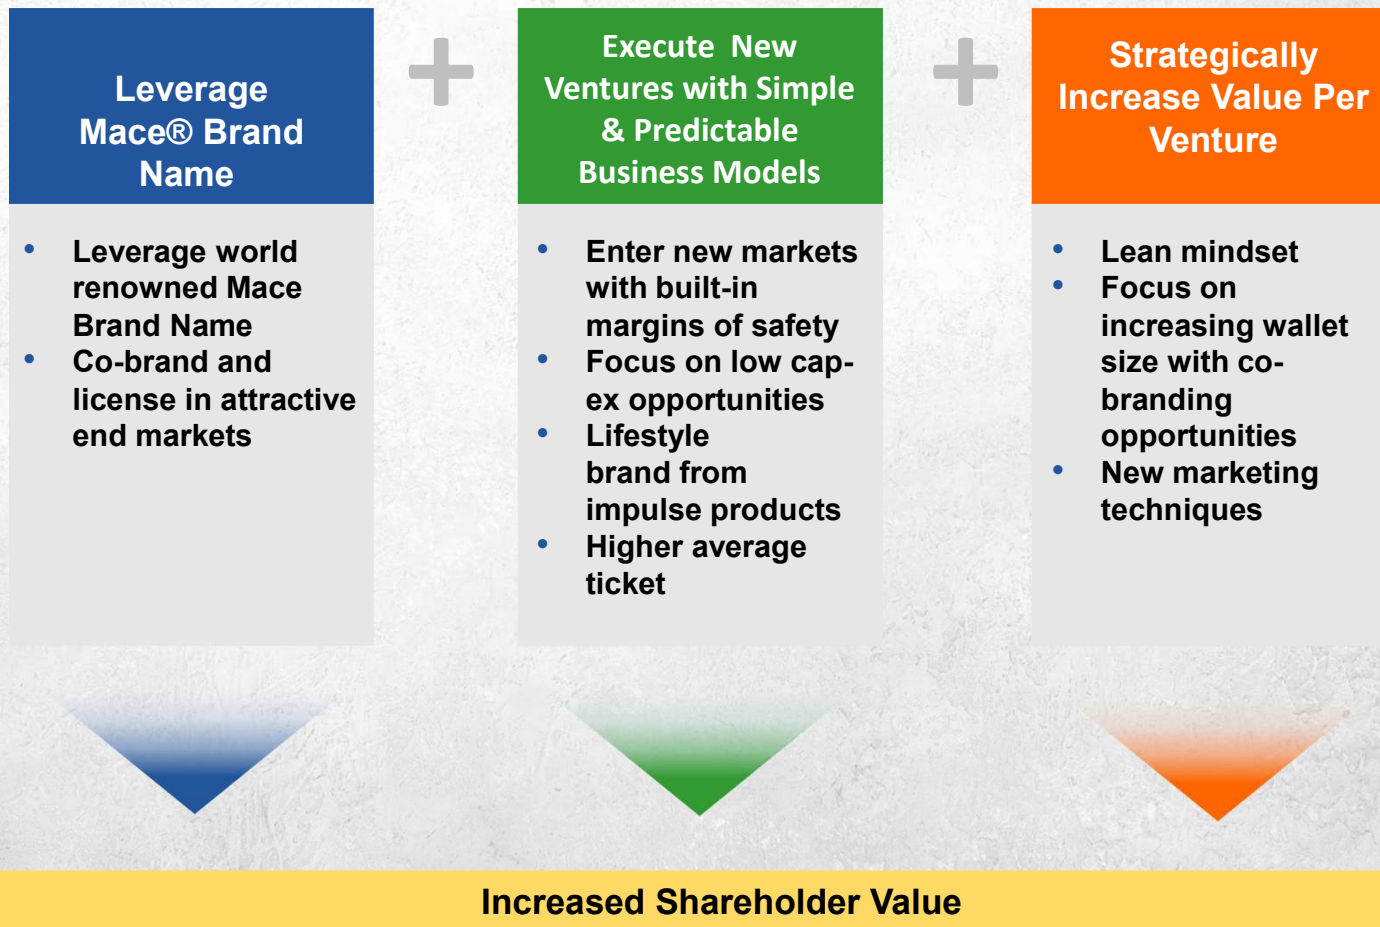 Leverage
Mace® Brand
Name
•	Leverage world
renowned Mace
Brand Name
•	Co-brand and
license in attractive
end markets
+
Execute  New
Ventures with Simple
& Predictable
Business Models
•	Enter new markets
with built-in
margins of safety
•	Focus on low cap-
ex opportunities
•	Lifestyle
brand from
impulse products
•	Higher average
ticket
+
Strategically
Increase Value Per
Venture
•	Lean mindset
•	Focus on
increasing wallet
size with co-
branding
opportunities
•	New marketing
techniques
Increased Shareholder Value